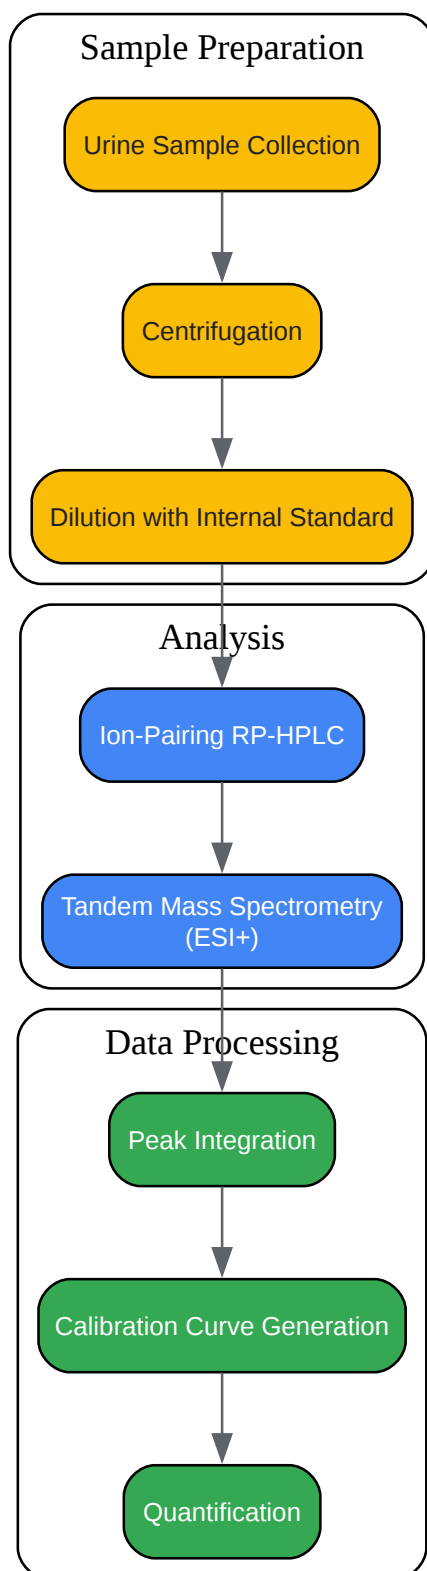 Sample Preparation
Urine Sample Collection
Centrifugation
Dilution with Internal Standard
Analysis
Ion-Pairing RP-HPLC
Tandem Mass Spectrometry
(ESI+)
Data Processing
Peak Integration
Calibration Curve Generation
Quantification